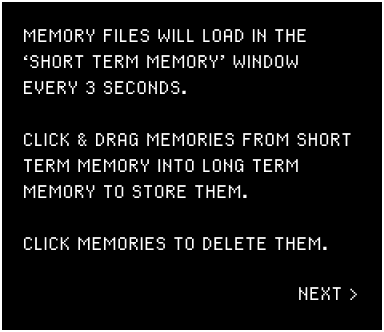 MEMORY FILES WILL LOAD IN THE
‘SHORT TERM MEMORY’ WINDOW
EVERY 3 SECONDS.
CLICK & DRAG MEMORIES FROM SHORT
TERM MEMORY INTO LONG TERM
MEMORY TO STORE THEM.
CLICK MEMORIES TO DELETE THEM.
NEXT >